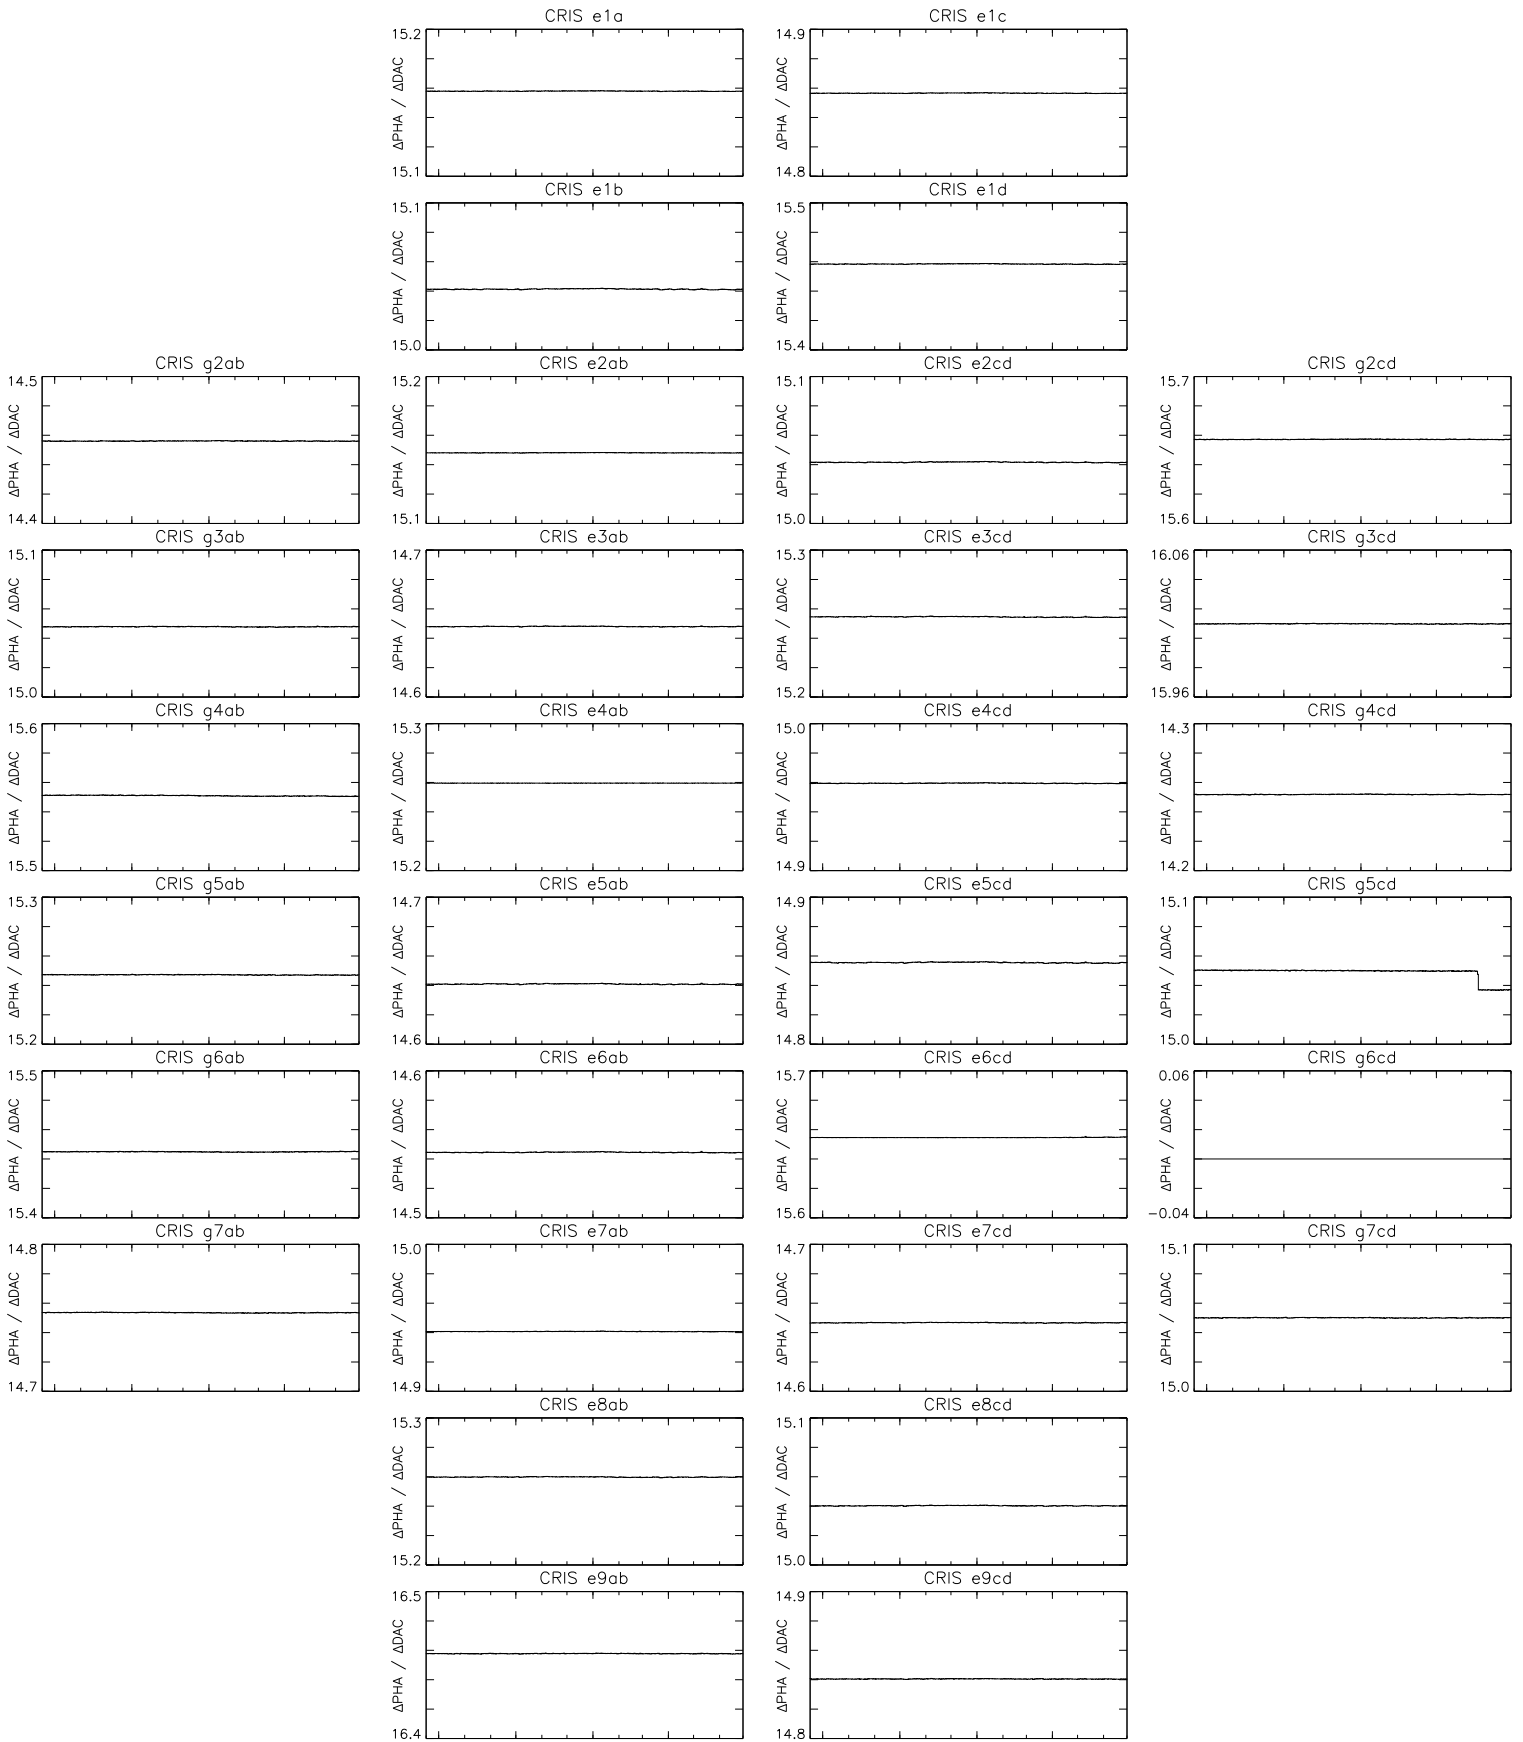 CRIS e1a
15.2
ΔPHA / ΔDAC
15.1
CRIS e1c
14.9
ΔPHA / ΔDAC
14.8
CRIS e1b
15.1
ΔPHA / ΔDAC
15.0
CRIS e1d
15.5
ΔPHA / ΔDAC
15.4
CRIS g2ab
14.5
ΔPHA / ΔDAC
14.4
CRIS e2ab
15.2
ΔPHA / ΔDAC
15.1
CRIS e2cd
15.1
ΔPHA / ΔDAC
15.0
CRIS g2cd
15.7
ΔPHA / ΔDAC
15.6
CRIS g3ab
15.1
ΔPHA / ΔDAC
15.0
CRIS e3ab
14.7
ΔPHA / ΔDAC
14.6
CRIS e3cd
15.3
ΔPHA / ΔDAC
15.2
CRIS g3cd
16.06
ΔPHA / ΔDAC
15.96
CRIS g4ab
15.6
ΔPHA / ΔDAC
15.5
CRIS e4ab
15.3
ΔPHA / ΔDAC
15.2
CRIS e4cd
15.0
ΔPHA / ΔDAC
14.9
CRIS g4cd
14.3
ΔPHA / ΔDAC
14.2
CRIS g5ab
15.3
ΔPHA / ΔDAC
15.2
CRIS e5ab
14.7
ΔPHA / ΔDAC
14.6
CRIS e5cd
14.9
ΔPHA / ΔDAC
14.8
CRIS g5cd
15.1
ΔPHA / ΔDAC
15.0
CRIS g6ab
15.5
ΔPHA / ΔDAC
15.4
CRIS e6ab
14.6
ΔPHA / ΔDAC
14.5
CRIS e6cd
15.7
ΔPHA / ΔDAC
15.6
CRIS g6cd
0.06
ΔPHA / ΔDAC
−0.04
CRIS g7ab
14.8
ΔPHA / ΔDAC
14.7
CRIS e7ab
15.0
ΔPHA / ΔDAC
14.9
CRIS e7cd
14.7
ΔPHA / ΔDAC
14.6
CRIS g7cd
15.1
ΔPHA / ΔDAC
15.0
CRIS e8ab
15.3
ΔPHA / ΔDAC
15.2
CRIS e8cd
15.1
ΔPHA / ΔDAC
15.0
CRIS e9ab
16.5
ΔPHA / ΔDAC
16.4
CRIS e9cd
14.9
ΔPHA / ΔDAC
14.8